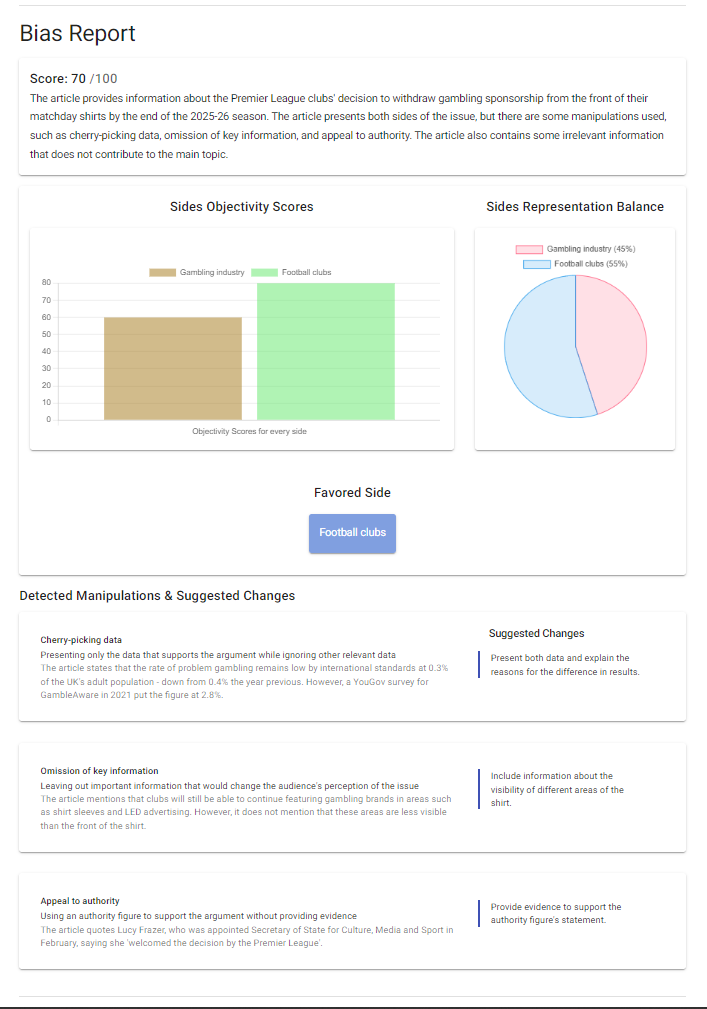 Bias Report
Score: 70 /100
The article provides information about the Premier League clubs' decision to withdraw gambling sponsorship from the front of their
matchday shirts by the end of the 2025-26 season. The article presents both sides of the issue, but there are some manipulations used,
such as cherry-picking data, omission of key information, and appeal to authority. The article also contains some irrelevant information
that does not contribute to the main topic.
Sides Objectivity Scores
Gambling industry Football clubs
80
70
60
50
40
30
20
10
0
Objectivity Scores for every side
Sides Representation Balance
Gambling industry (45%)
Football clubs (55%)
Favored Side
Football clubs
Detected Manipulations & Suggested Changes
Cherry-picking data
Presenting only the data that supports the argument while ignoring other relevant data
The article states that the rate of problem gambling remains low by international standards at 0.3%
of the UK's adult population - down from 0.4% the year previous. However, a YouGov survey for
GambleAware in 2021 put the figure at 2.8%.
Suggested Changes
Present both data and explain the
reasons for the difference in results.
Omission of key information
Leaving out important information that would change the audience's perception of the issue
The article mentions that clubs will still be able to continue featuring gambling brands in areas such
as shirt sleeves and LED advertising. However, it does not mention that these areas are less visible
than the front of the shirt.
Include information about the
visibility of different areas of the
shirt.
Appeal to authority
Using an authority figure to support the argument without providing evidence
The article quotes Lucy Frazer, who was appointed Secretary of State for Culture, Media and Sport in
February, saying she 'welcomed the decision by the Premier League'.
Provide evidence to support the
authority figure's statement.